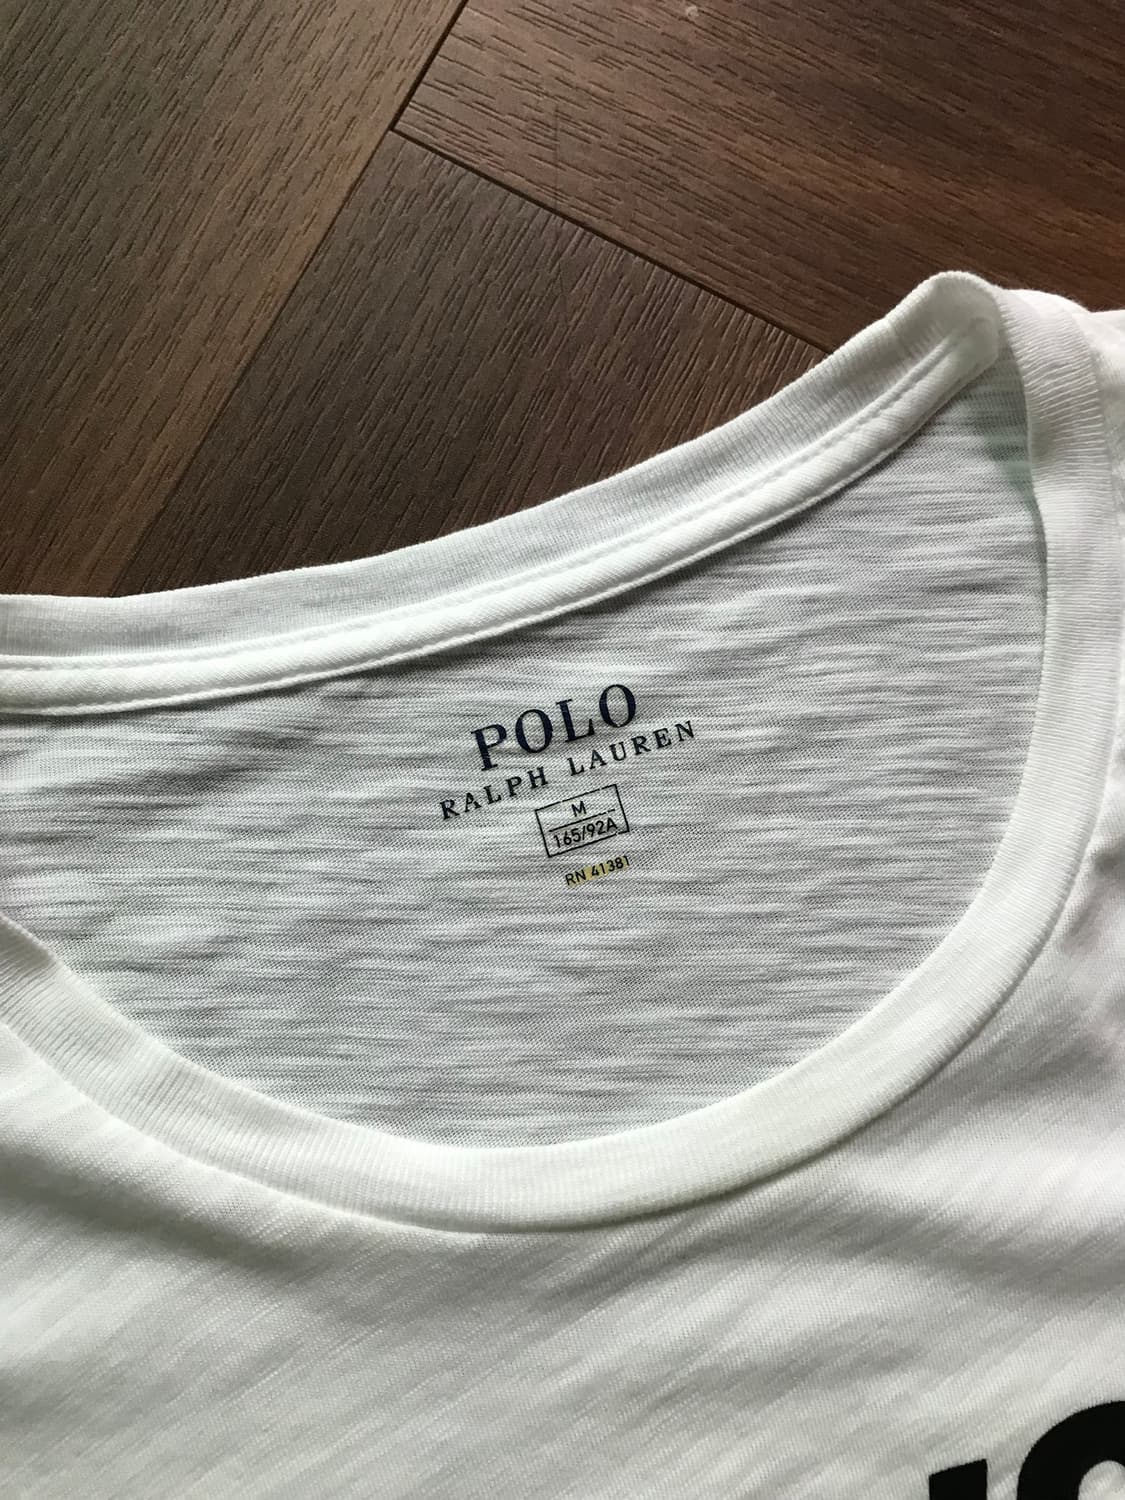 POLO
RALPH LAUREN
M
165/92A
RN 41381